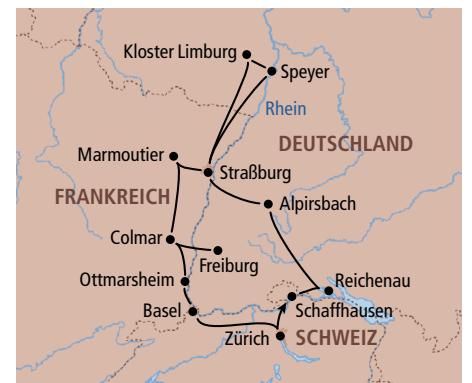 Kloster Limburg
Speyer
Rhein
DEUTSCHLAND
Marmoutier
Straßburg
FRANKREICH
Alpirsbach
Colmar
Freiburg
Ottmarsheim
Reichenau
Basel
Schaffhausen
Zürich
SCHWEIZ